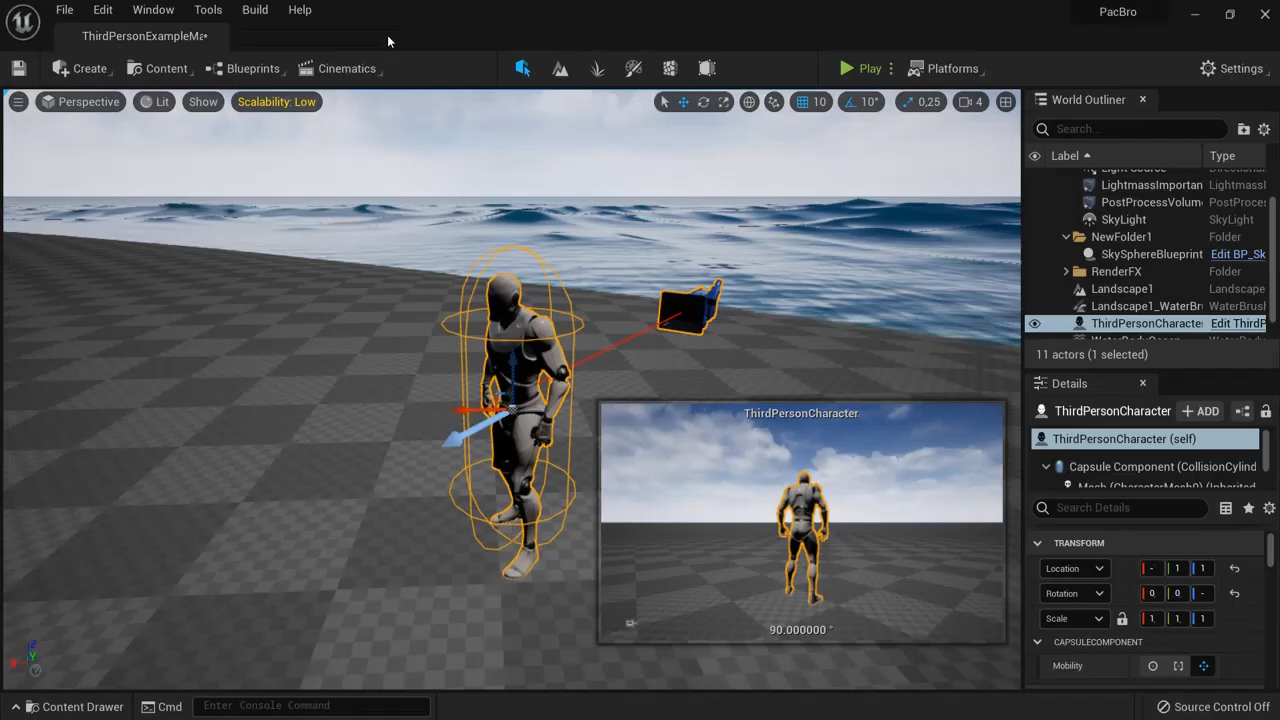 File Edit Window Tools Build Help
PacBro
ThirdPersonExampleMa•
Create Content Blueprints Cinematics Play Platforms Settings
Perspective Lit Show Scalability: Low 10 10° 0,25 4
World Outliner
Search...
Label Type
Light Source Directional
LightmassImportan LightmassI
PostProcessVolum PostProces
SkyLight SkyLight
NewFolder1 Folder
SkySphereBlueprint Edit BP_Sk
RenderFX Folder
Landscape1 Landscape
Landscape1_WaterBr WaterBrush
ThirdPersonCharacte Edit ThirdP
WaterBodyOcean
11 actors (1 selected)
Details
ThirdPersonCharacter ADD
ThirdPersonCharacter (self)
Capsule Component (CollisionCylind
Mesh (CharacterMesh0) (Inherited
Search Details
TRANSFORM
Location - 1 1
Rotation 0 0 -
Scale 1, 1, 1
CAPSULECOMPONENT
Mobility
ThirdPersonCharacter
90.000000 °
Z
Y
X
Content Drawer Cmd Enter Console Command Source Control Off